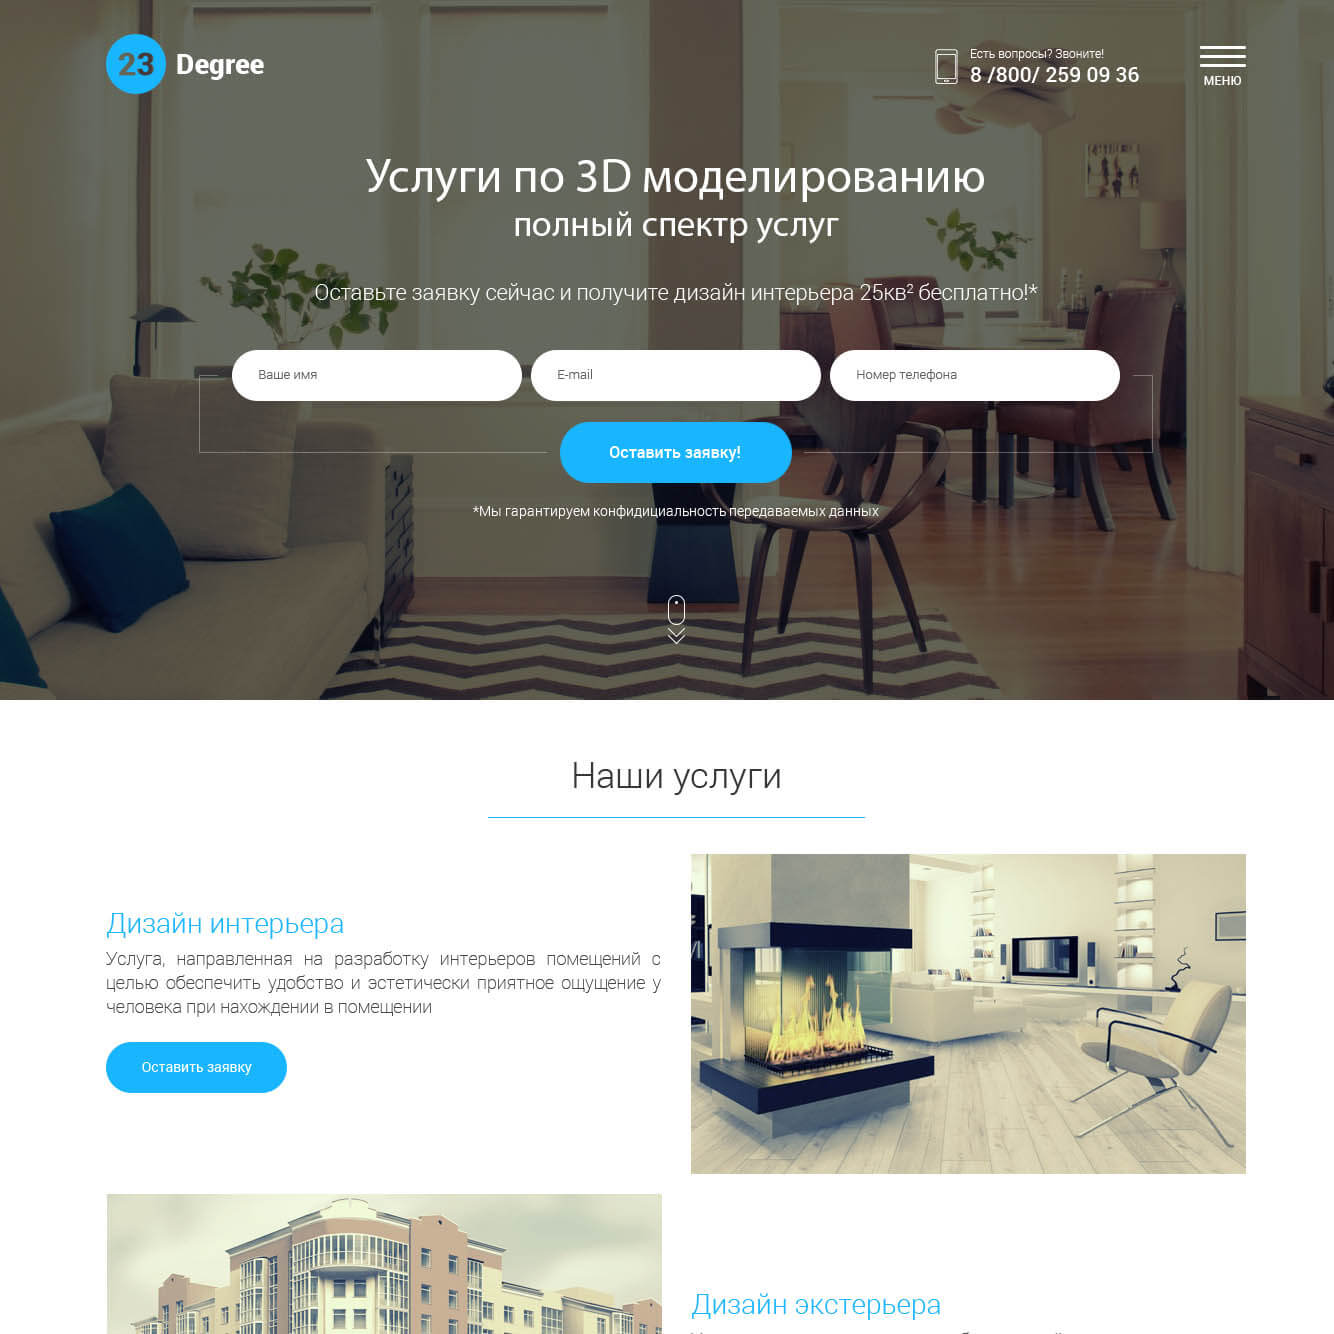 23 Degree
Есть вопросы? Звоните!
8 /800/ 259 09 36
МЕНЮ
Услуги по 3D моделированию
полный спектр услуг
Оставьте заявку сейчас и получите дизайн интерьера 25кв² бесплатно!*
Ваше имя
E-mail
Номер телефона
Оставить заявку!
*Мы гарантируем конфидициальность передаваемых данных
Наши услуги
Дизайн интерьера
Услуга, направленная на разработку интерьеров помещений с
целью обеспечить удобство и эстетически приятное ощущение у
человека при нахождении в помещении
Оставить заявку
Дизайн экстерьера